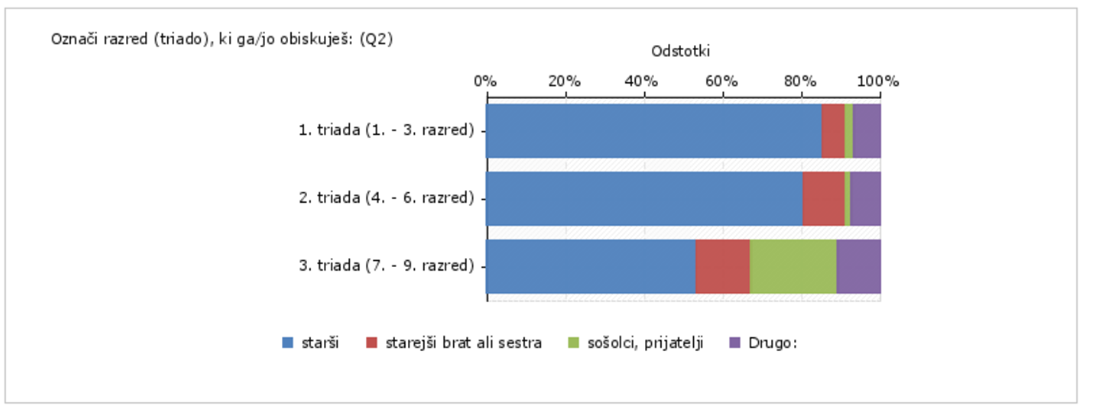 Označi razred (triado), ki ga/jo obiskuješ: (Q2)
Odstotki
0% 20% 40% 60% 80% 100%
1. triada (1. - 3. razred)
2. triada (4. - 6. razred)
3. triada (7. - 9. razred)
starši starejši brat ali sestra sošolci, prijatelji Drugo: